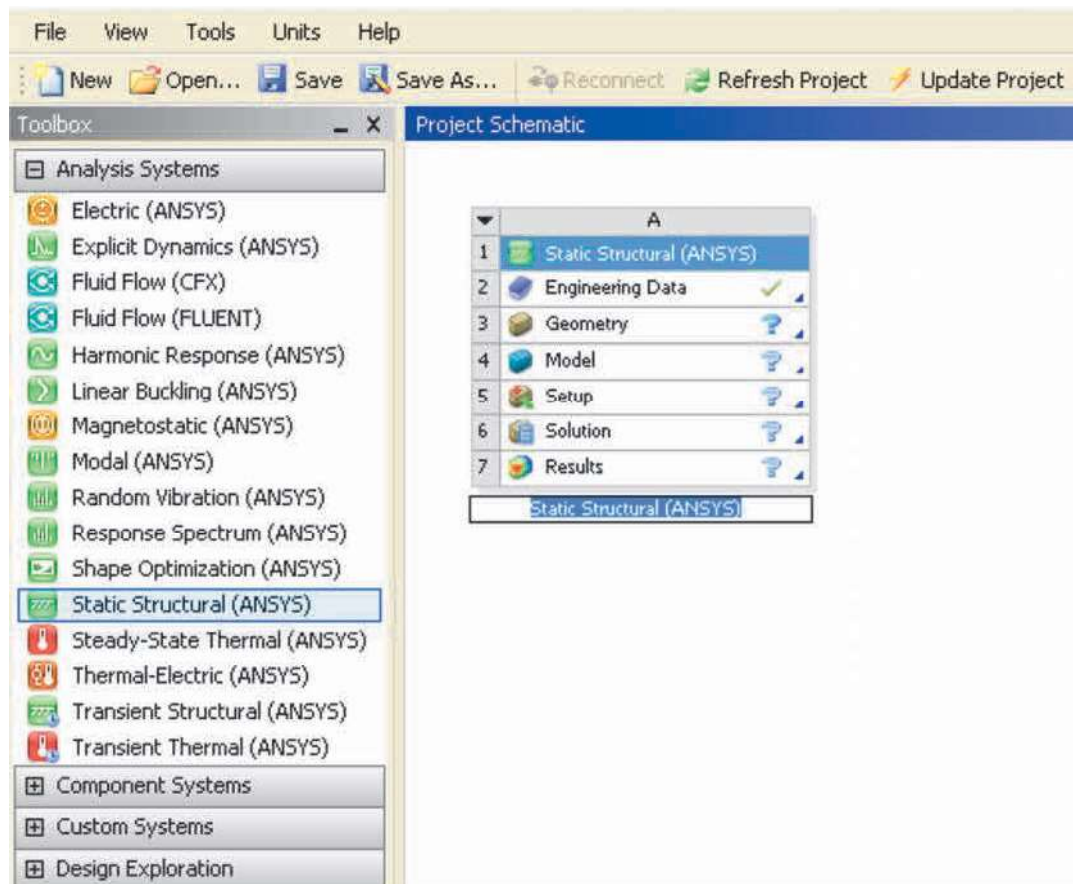 File View Tools Units Help
New Open... Save Save As... Reconnect Refresh Project Update Project
Toolbox
Project Schematic
Analysis Systems
Electric (ANSYS)
Explicit Dynamics (ANSYS)
Fluid Flow (CFX)
Fluid Flow (FLUENT)
Harmonic Response (ANSYS)
Linear Buckling (ANSYS)
Magnetostatic (ANSYS)
Modal (ANSYS)
Random Vibration (ANSYS)
Response Spectrum (ANSYS)
Shape Optimization (ANSYS)
Static Structural (ANSYS)
Steady-State Thermal (ANSYS)
Thermal-Electric (ANSYS)
Transient Structural (ANSYS)
Transient Thermal (ANSYS)
Component Systems
Custom Systems
Design Exploration
A
1 Static Structural (ANSYS)
2 Engineering Data
3 Geometry ?
4 Model ?
5 Setup ?
6 Solution ?
7 Results ?
Static Structural (ANSYS)